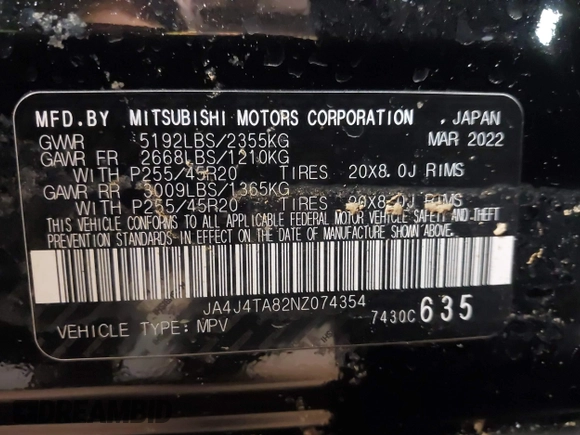 MFD.BY MITSUBISHI MOTORS CORPORATION , JAPAN
GVWR 5192LBS/2355KG MAR 2022
GAWR FR 2668LBS/1210KG
WITH P255/45R20 TIRES 20X8.0J RIMS
GAWR RR 3009LBS/1365KG
WITH P255/45R20 TIRES 20X8.0J RIMS
THIS VEHICLE CONFORMS TO ALL APPLICABLE FEDERAL MOTOR VEHICLE SAFETY AND THEFT
PREVENTION STANDARDS IN EFFECT ON THE DATE OF MANUFACTURE SHOWN ABOVE.
JA4J4TA82NZ074354
VEHICLE TYPE: MPV 7430C 635
DREAMBID